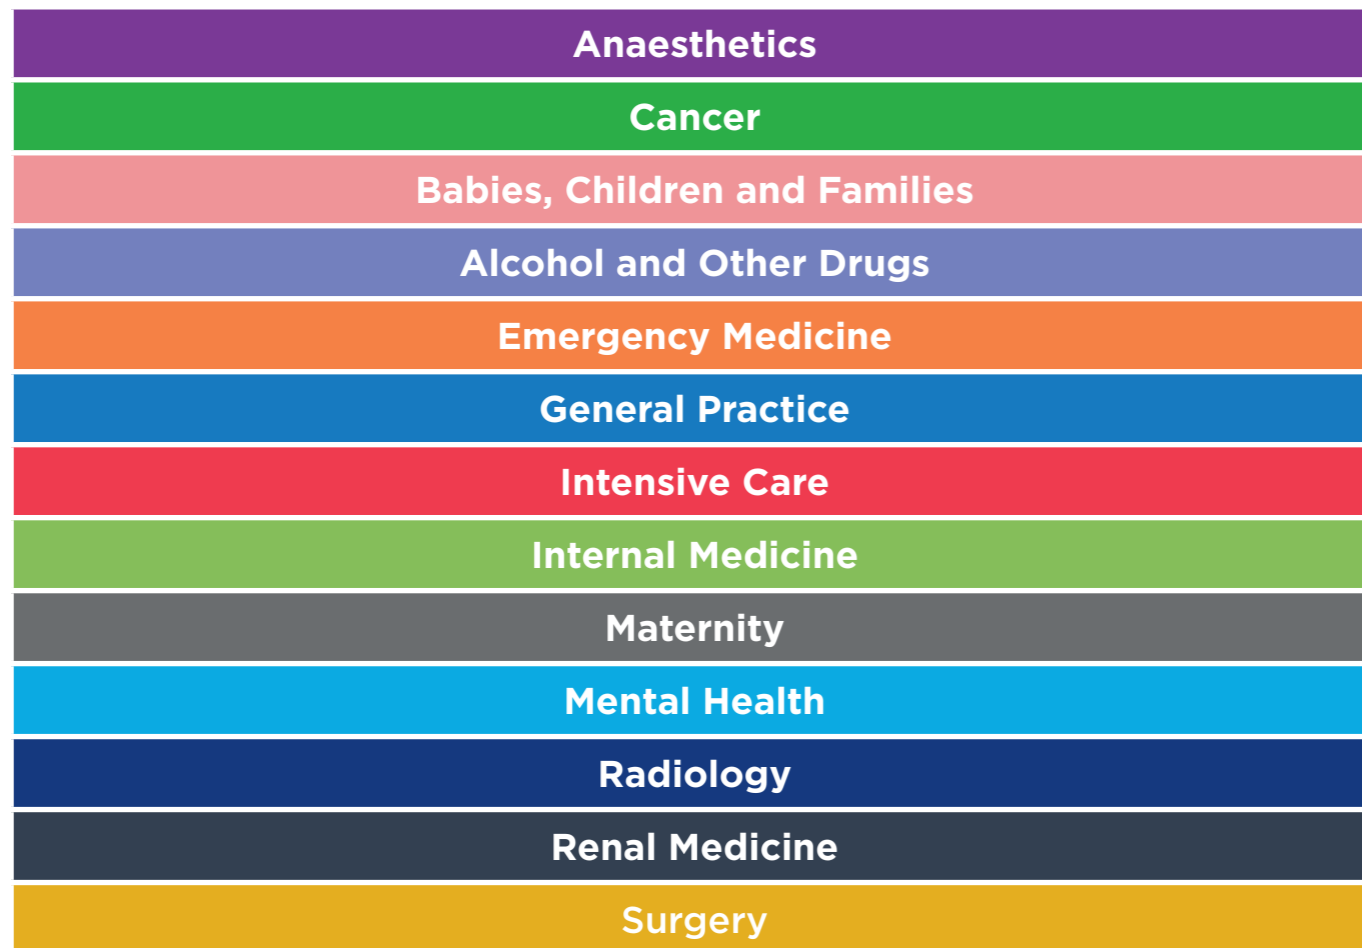 Anaesthetics
Cancer
Babies, Children and Families
Alcohol and Other Drugs
Emergency Medicine
General Practice
Intensive Care
Internal Medicine
Maternity
Mental Health
Radiology
Renal Medicine
Surgery